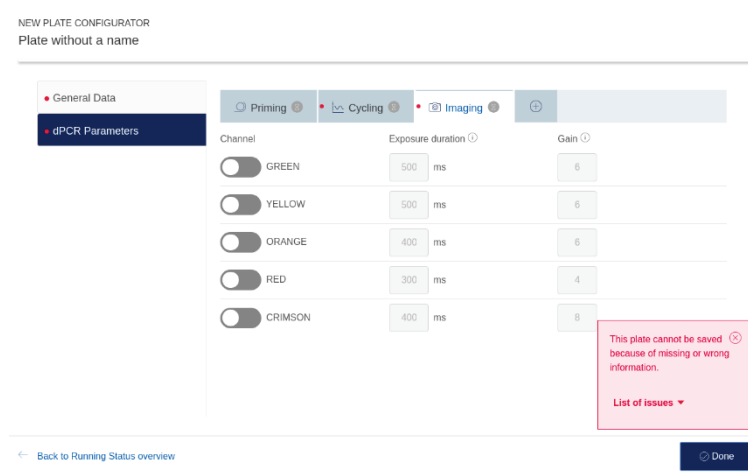 NEW PLATE CONFIGURATOR
Plate without a name
General Data
dPCR Parameters
Priming Cycling Imaging
Channel Exposure duration Gain
GREEN 500 ms 6
YELLOW 500 ms 6
ORANGE 400 ms 6
RED 300 ms 4
CRIMSON 400 ms 8
This plate cannot be saved
because of missing or wrong
information.
List of issues
Back to Running Status overview
Done